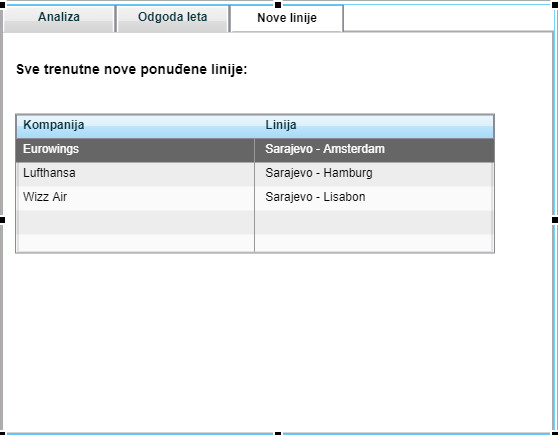 Analiza Odgoda leta Nove linije
Sve trenutne nove ponuđene linije:
Kompanija Linija
Eurowings Sarajevo - Amsterdam
Lufthansa Sarajevo - Hamburg
Wizz Air Sarajevo - Lisabon